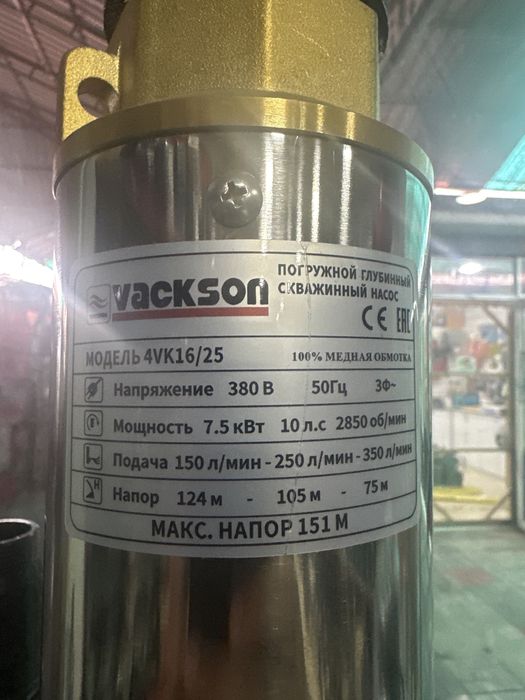 vackson
ПОГРУЖНОЙ ГЛУБИННЫЙ
СКВАЖИННЫЙ НАСОС
CE EAC
МОДЕЛЬ 4VK16/25 100% МЕДНАЯ ОБМОТКА
Напряжение 380 В 50Гц 3Ф~
Мощность 7.5 кВт 10 л.с 2850 об/мин
Подача 150 л/мин - 250 л/мин - 350 л/мин
H Напор 124 м - 105 м - 75 м
МАКС. НАПОР 151 М